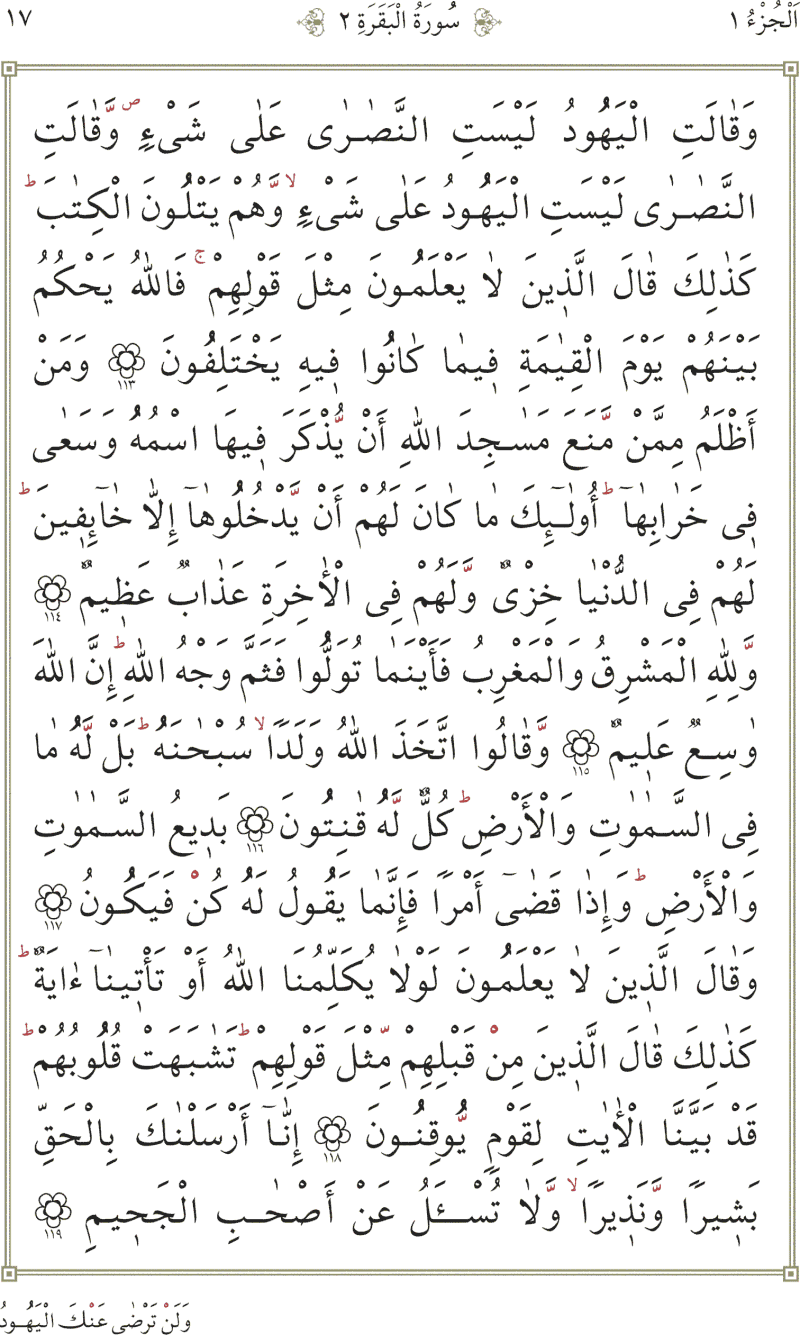 اَلْجُزْءُ ١ سُورَةُ الْبَقَرَةِ ٢ ١٧
وَقَالَتِ الْيَهُودُ لَيْسَتِ النَّصٰرٰى عَلٰى شَىْءٍ ۖ وَّقَالَتِ
النَّصٰرٰى لَيْسَتِ الْيَهُودُ عَلٰى شَىْءٍ ۙ وَّهُمْ يَتْلُونَ الْكِتٰبَ ؕ
كَذٰلِكَ قَالَ الَّذِينَ لَا يَعْلَمُونَ مِثْلَ قَوْلِهِمْ ۚ فَاللّٰهُ يَحْكُمُ
بَيْنَهُمْ يَوْمَ الْقِيٰمَةِ فِيمَا كَانُوا فِيهِ يَخْتَلِفُونَ ١١٣ وَمَنْ
أَظْلَمُ مِمَّنْ مَّنَعَ مَسٰجِدَ اللّٰهِ أَنْ يُّذْكَرَ فِيهَا اسْمُهُ وَسَعٰى
فِى خَرَابِهَآ ؕ أُولٰٓئِكَ مَا كَانَ لَهُمْ أَنْ يَّدْخُلُوهَآ إِلَّا خَآئِفِينَ ؕ
لَهُمْ فِى الدُّنْيَا خِزْىٌ وَّلَهُمْ فِى الْأٰخِرَةِ عَذَابٌ عَظِيمٌ ١١٤
وَّلِلّٰهِ الْمَشْرِقُ وَالْمَغْرِبُ فَأَيْنَمَا تُوَلُّوا فَثَمَّ وَجْهُ اللّٰهِ ؕ إِنَّ اللّٰهَ
وٰسِعٌ عَلِيمٌ ١١٥ وَّقَالُوا اتَّخَذَ اللّٰهُ وَلَدًا ۙ سُبْحٰنَهُ ؕ بَلْ لَّهُ مَا
فِى السَّمٰوٰتِ وَالْأَرْضِ ؕ كُلٌّ لَّهُ قٰنِتُونَ ١١٦ بَدِيعُ السَّمٰوٰتِ
وَالْأَرْضِ ؕ وَإِذَا قَضٰىٓ أَمْرًا فَإِنَّمَا يَقُولُ لَهُ كُنْ فَيَكُونُ ١١٧
وَقَالَ الَّذِينَ لَا يَعْلَمُونَ لَوْلَا يُكَلِّمُنَا اللّٰهُ أَوْ تَأْتِينَآ ءَايَةٌ ؕ
كَذٰلِكَ قَالَ الَّذِينَ مِنْ قَبْلِهِمْ مِّثْلَ قَوْلِهِمْ ؕ تَشٰبَهَتْ قُلُوبُهُمْ ؕ
قَدْ بَيَّنَّا الْأٰيٰتِ لِقَوْمٍ يُّوقِنُونَ ١١٨ إِنَّآ أَرْسَلْنٰكَ بِالْحَقِّ
بَشِيرًا وَّنَذِيرًا ۙ وَّلَا تُسْـَٔلُ عَنْ أَصْحٰبِ الْجَحِيمِ ١١٩
وَلَنْ تَرْضٰى عَنْكَ الْيَهُودُ